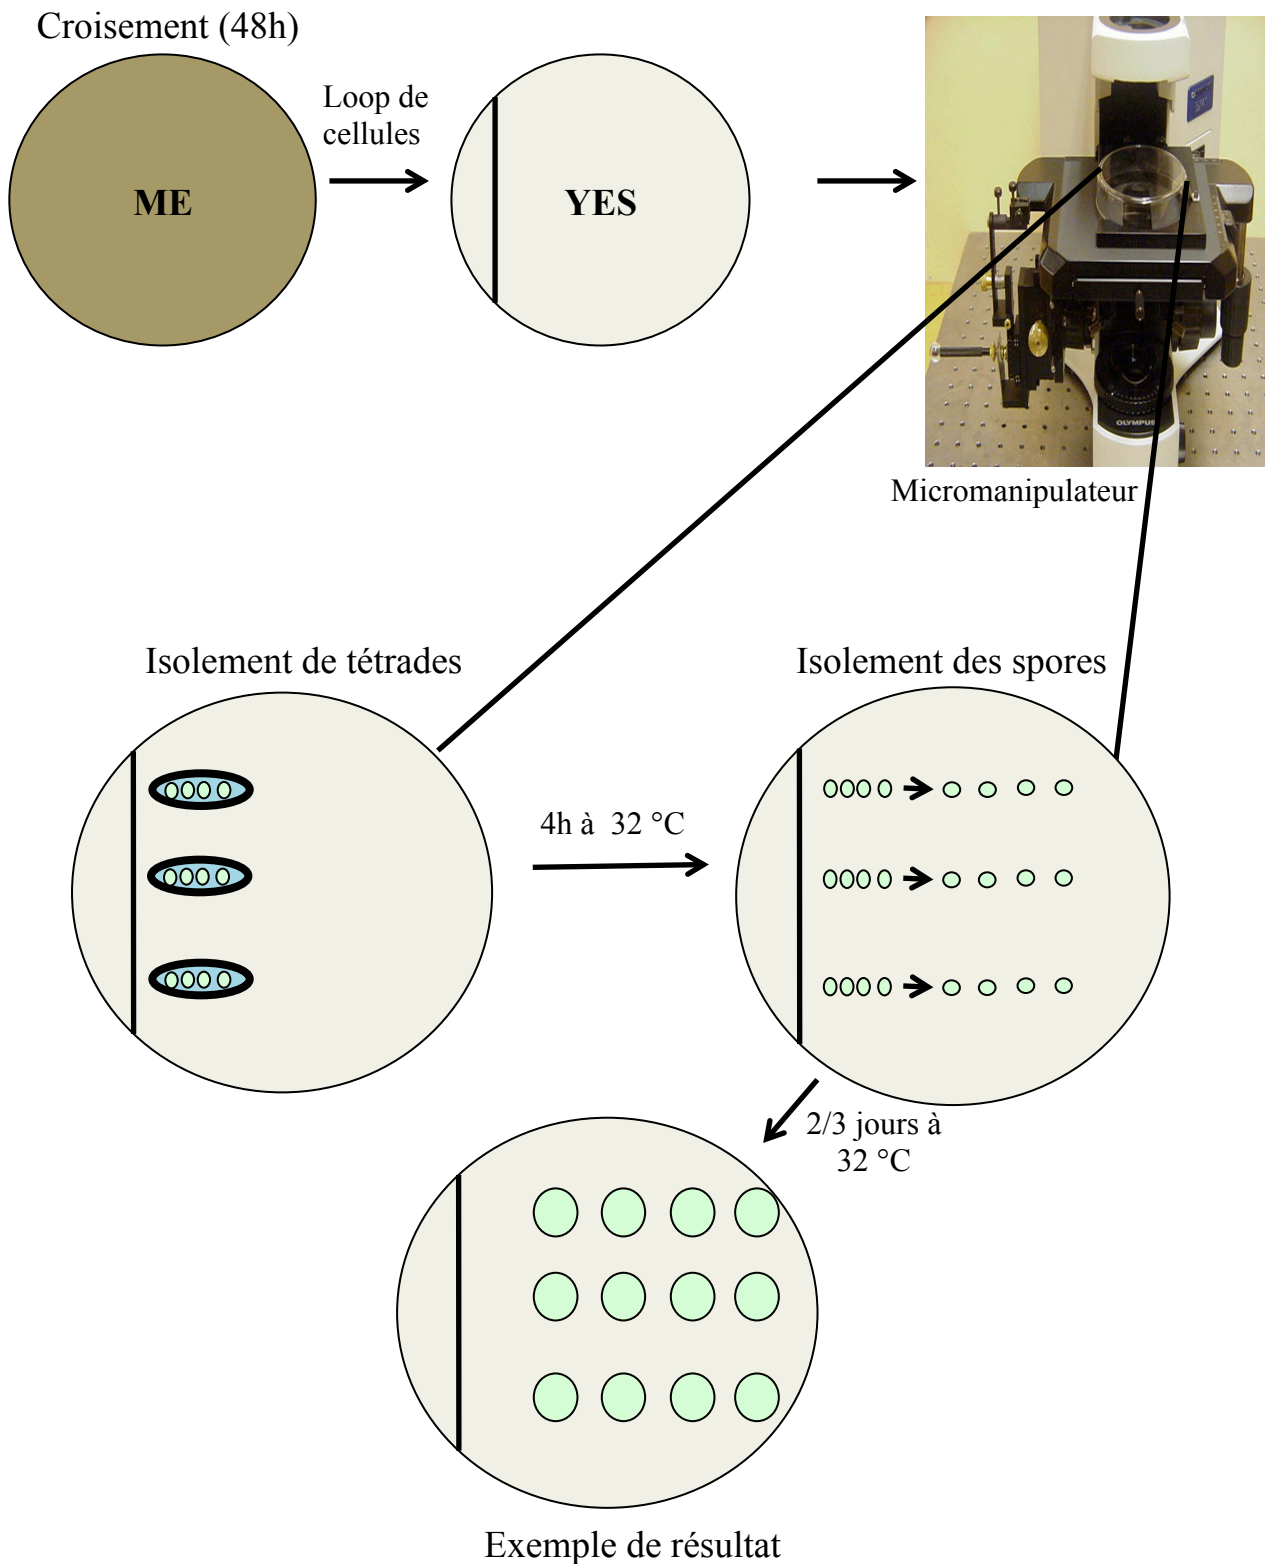 Croisement (48h)
Loop de
cellules
ME
YES
OLYMPUS
Micromanipulateur
Isolement de tétrades
Isolement des spores
4h à 32 °C
2/3 jours à
32 °C
Exemple de résultat